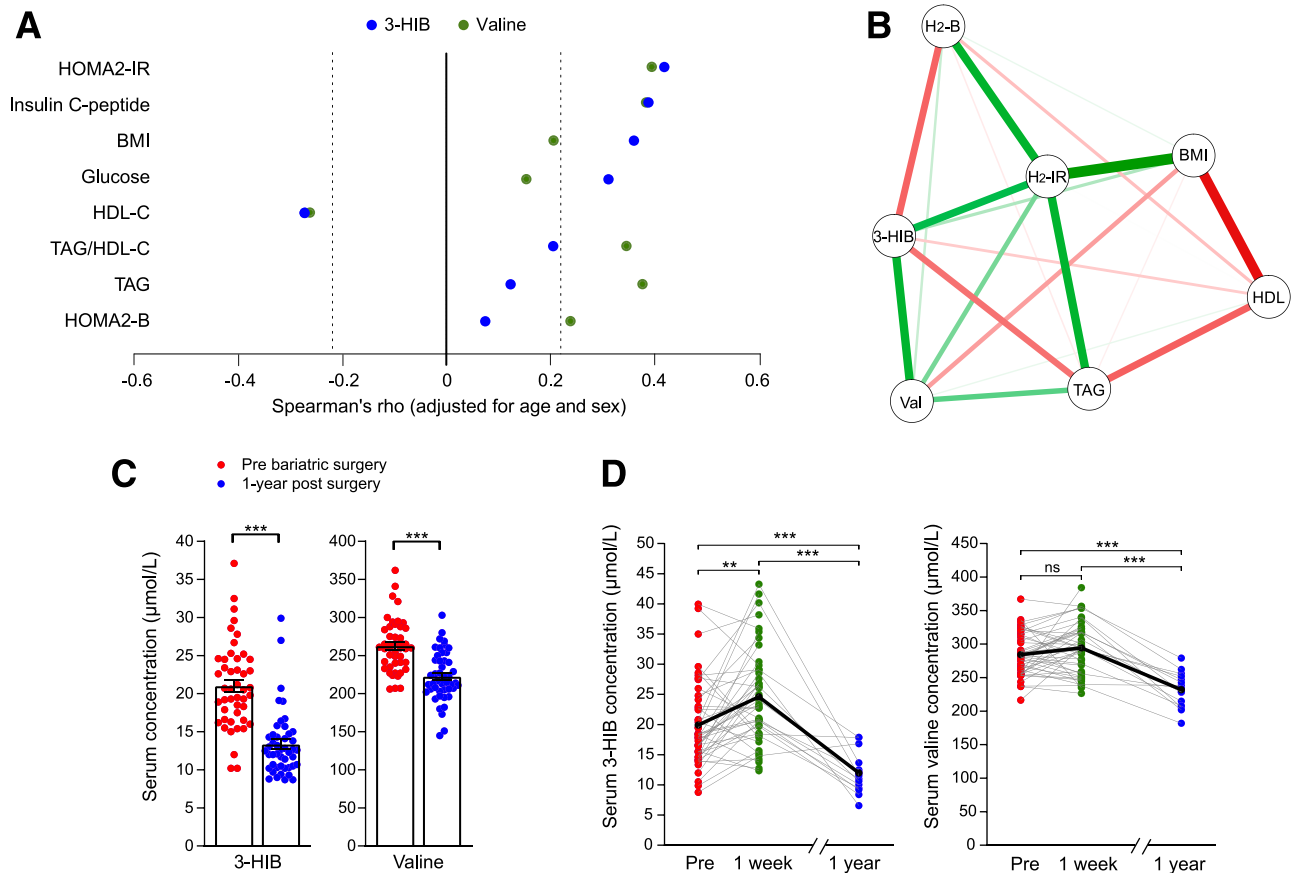 A
3-HIB
Valine
HOMA2-IR
Insulin C-peptide
BMI
Glucose
HDL-C
TAG/HDL-C
TAG
HOMA2-B
-0.6
-0.4
-0.2
0
0.2
0.4
0.6
Spearman's rho (adjusted for age and sex)
B
H2-B
BMI
H2-IR
3-HIB
HDL
TAG
Val
C
Pre bariatric surgery
1-year post surgery
Serum concentration (µmol/L)
40
35
30
25
20
15
10
5
0
***
3-HIB
400
350
300
250
200
150
100
50
0
***
Valine
D
Serum 3-HIB concentration (µmol/L)
50
45
40
35
30
25
20
15
10
5
0
***
**
***
Pre
1 week
1 year
Serum valine concentration (µmol/L)
450
400
350
300
250
200
150
100
50
0
***
ns
***
Pre
1 week
1 year